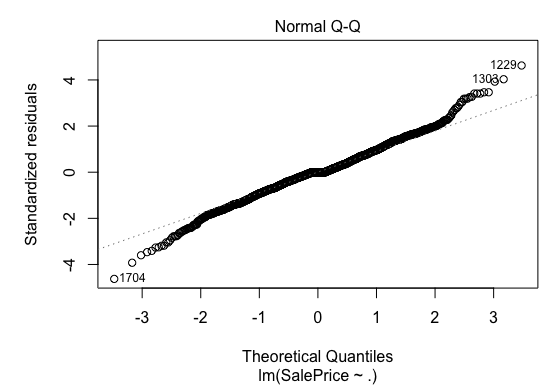 Normal Q-Q
Standardized residuals
4
2
0
-2
-4
1229
1303
1704
-3 -2 -1 0 1 2 3
Theoretical Quantiles
lm(SalePrice ~ .)